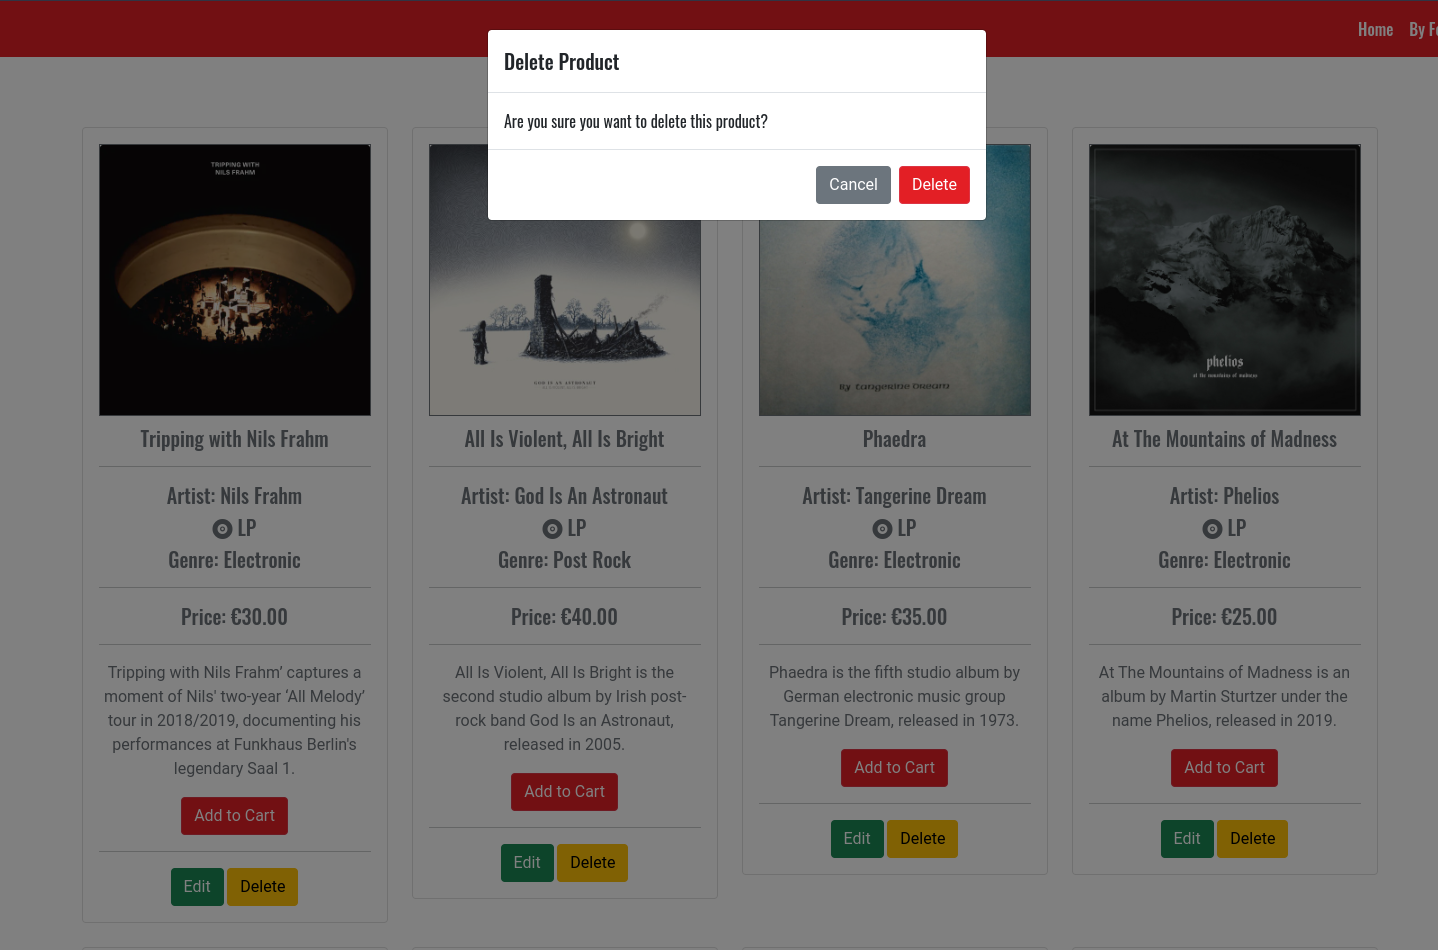 Home By F
Delete Product
Are you sure you want to delete this product?
Cancel Delete
TRIPPING WITH
NILS FRAHM
GOD IS AN ASTRONAUT
by tangerine dream
phelios
at the mountains of madness
Tripping with Nils Frahm
Artist: Nils Frahm
LP
Genre: Electronic
Price: €30.00
Tripping with Nils Frahm’ captures a
moment of Nils' two-year ‘All Melody’
tour in 2018/2019, documenting his
performances at Funkhaus Berlin's
legendary Saal 1.
Add to Cart
Edit Delete
All Is Violent, All Is Bright
Artist: God Is An Astronaut
LP
Genre: Post Rock
Price: €40.00
All Is Violent, All Is Bright is the
second studio album by Irish post-
rock band God Is an Astronaut,
released in 2005.
Add to Cart
Edit Delete
Phaedra
Artist: Tangerine Dream
LP
Genre: Electronic
Price: €35.00
Phaedra is the fifth studio album by
German electronic music group
Tangerine Dream, released in 1973.
Add to Cart
Edit Delete
At The Mountains of Madness
Artist: Phelios
LP
Genre: Electronic
Price: €25.00
At The Mountains of Madness is an
album by Martin Sturtzer under the
name Phelios, released in 2019.
Add to Cart
Edit Delete